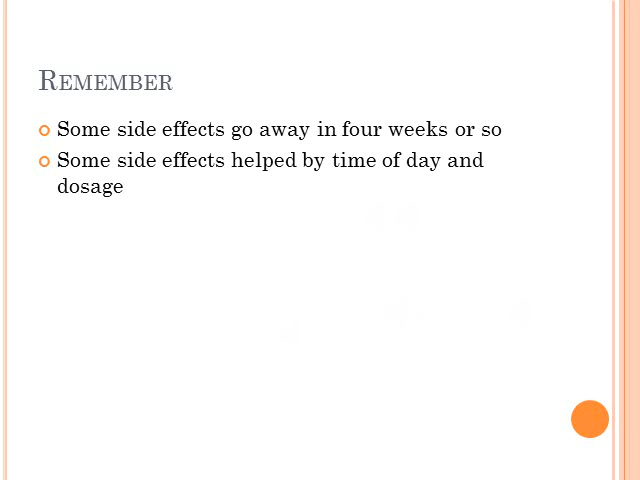 Remember
Some side effects go away in four weeks or so
Some side effects helped by time of day and
dosage